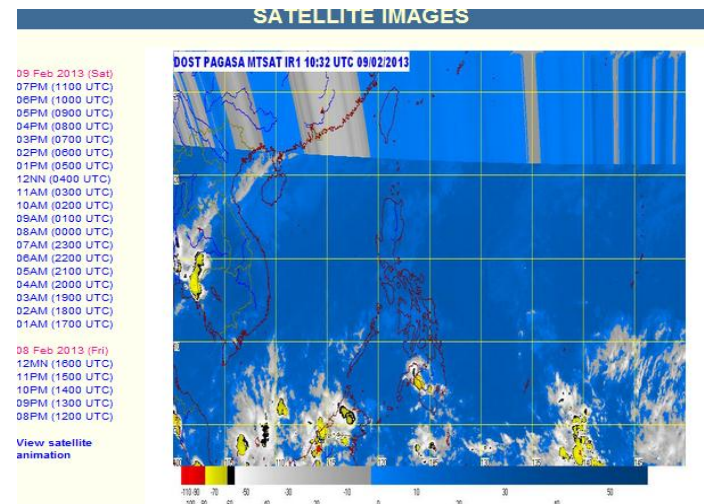 SATELLITE IMAGES
DOST PAGASA MTSAT IR1 10:32 UTC 09/02/2013
09 Feb 2013 (Sat)
07PM (1100 UTC)
06PM (1000 UTC)
05PM (0900 UTC)
04PM (0800 UTC)
03PM (0700 UTC)
02PM (0600 UTC)
01PM (0500 UTC)
12NN (0400 UTC)
11AM (0300 UTC)
10AM (0200 UTC)
09AM (0100 UTC)
08AM (0000 UTC)
07AM (2300 UTC)
06AM (2200 UTC)
05AM (2100 UTC)
04AM (2000 UTC)
03AM (1900 UTC)
02AM (1800 UTC)
01AM (1700 UTC)
08 Feb 2013 (Fri)
12MN (1600 UTC)
11PM (1500 UTC)
10PM (1400 UTC)
09PM (1300 UTC)
08PM (1200 UTC)
View satellite
animation
-110-90 -70 -50 -30 -10 10 30 50